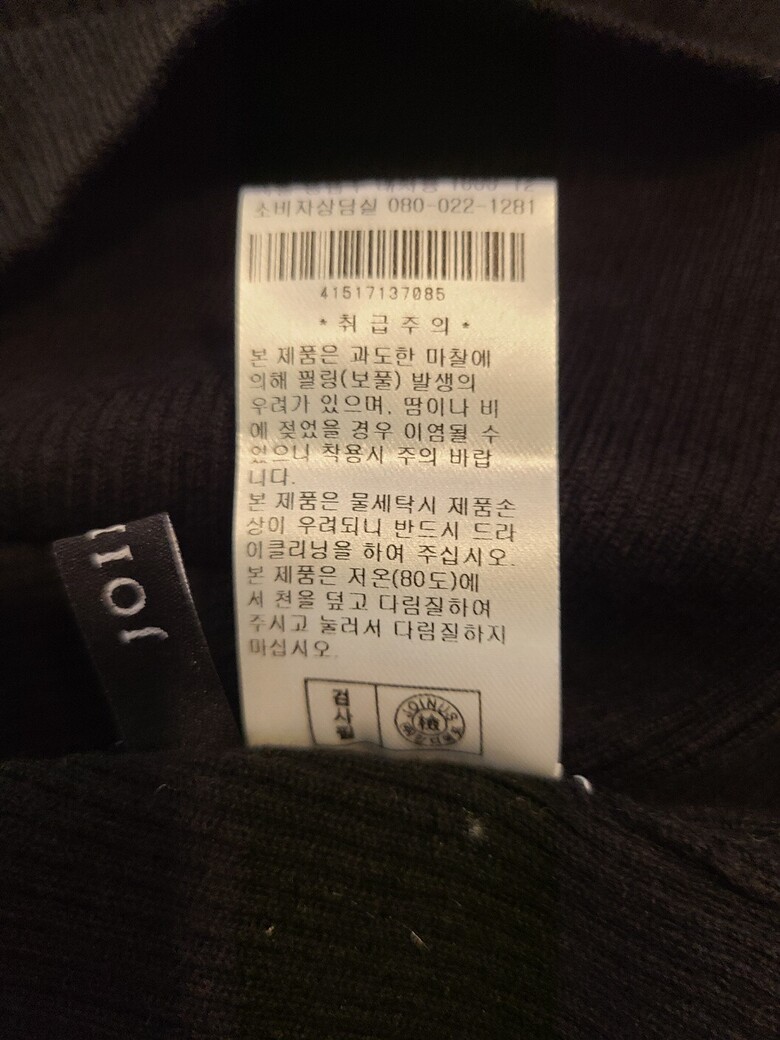 소비자상담실 080-022-1281
41517137085
* 취 급 주 의 *
본 제품은 과도한 마찰에
의해 필링(보풀) 발생의
우려가 있으며, 땀이나 비
에 젖었을 경우 이염될 수
있으니 착용시 주의 바랍
니다.
본 제품은 물세탁시 제품손
상이 우려되니 반드시 드라
이클리닝을 하여 주십시오.
본 제품은 저온(80도)에
서 천을 덮고 다림질하여
주시고 눌러서 다림질하지
마십시오.
검사필
JOINUS
檢
JOI